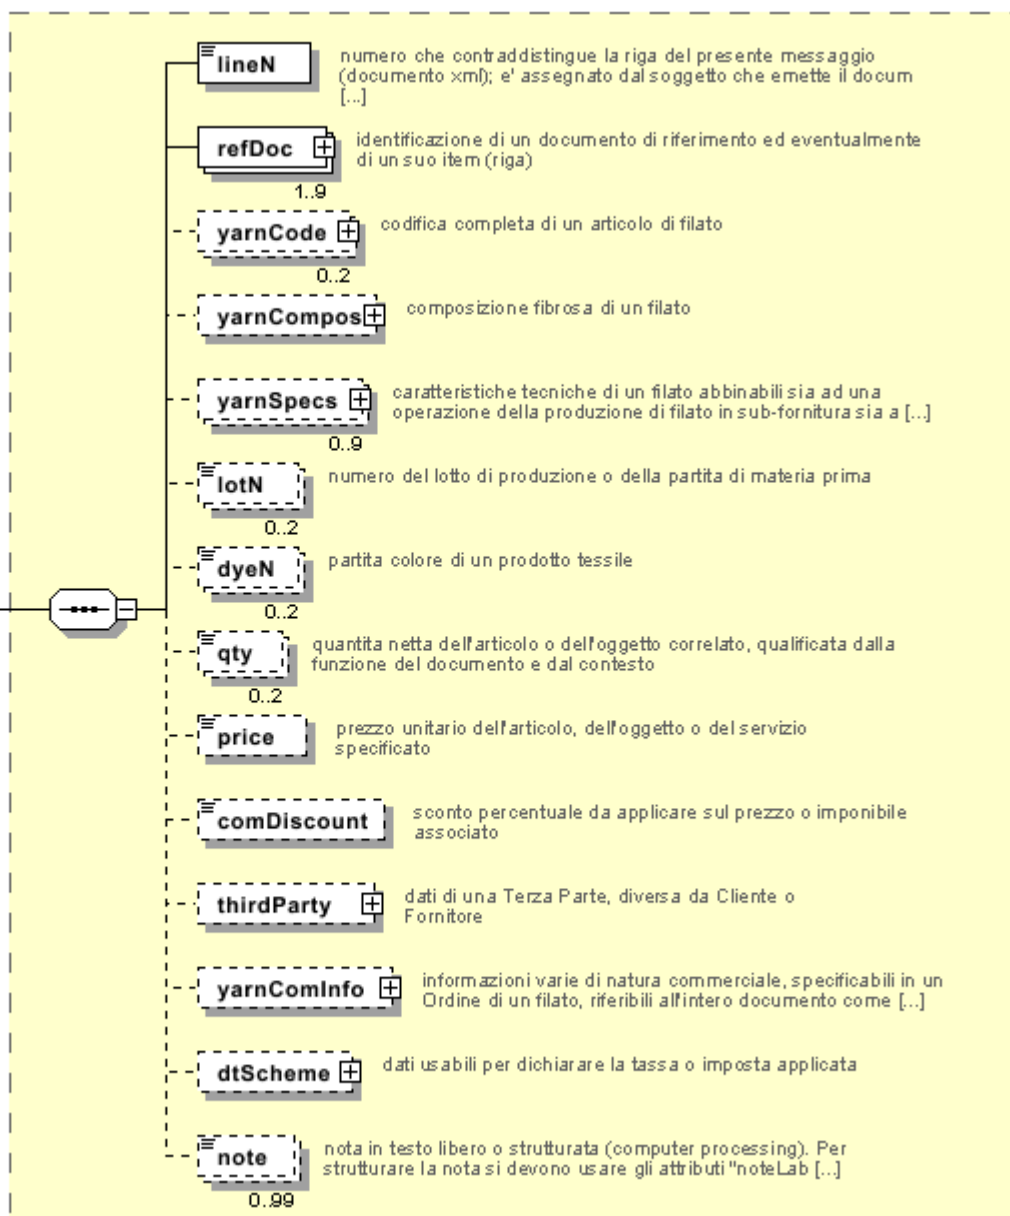 lineN
numero che contraddistingue la riga del presente messaggio
(documento xml); e' assegnato dal soggetto che emette il docum
[...]
refDoc
identificazione di un documento di riferimento ed eventualmente
di un suo item (riga)
1..9
yarnCode
codifica completa di un articolo di filato
0..2
yarnCompos
composizione fibrosa di un filato
yarnSpecs
caratteristiche tecniche di un filato abbinabili sia ad una
operazione della produzione di filato in sub-fornitura sia a [...]
0..9
lotN
numero del lotto di produzione o della partita di materia prima
0..2
dyeN
partita colore di un prodotto tessile
0..2
qty
quantita netta dell'articolo o dell'oggetto correlato, qualificata dalla
funzione del documento e dal contesto
0..2
price
prezzo unitario dell'articolo, dell'oggetto o del servizio
specificato
comDiscount
sconto percentuale da applicare sul prezzo o imponibile
associato
thirdParty
dati di una Terza Parte, diversa da Cliente o
Fornitore
yarnComInfo
informazioni varie di natura commerciale, specificabili in un
Ordine di un filato, riferibili all'intero documento come [...]
dtScheme
dati usabili per dichiarare la tassa o imposta applicata
note
nota in testo libero o strutturata (computer processing). Per
strutturare la nota si devono usare gli attributi "noteLab [...]
0..99